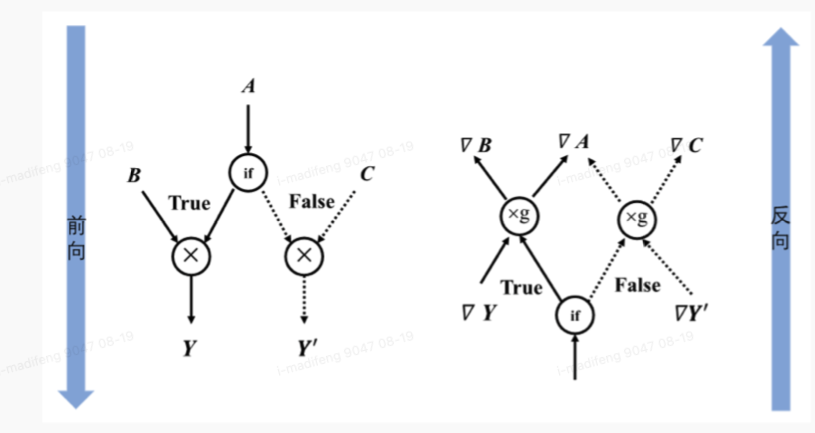 A
B
if
C
True
False
×
×
Y
Y′
前
向
∇ B
∇ A
∇ C
×g
×g
True
False
∇ Y
if
∇Y′
反
向
i-madifeng 9047 08-19
i-madifeng 9047 08-19
i-madifeng 9047 08-19
i-madifeng 9047 08-19
i-madifeng 9047 08-19
i-madifeng 9047 08-19